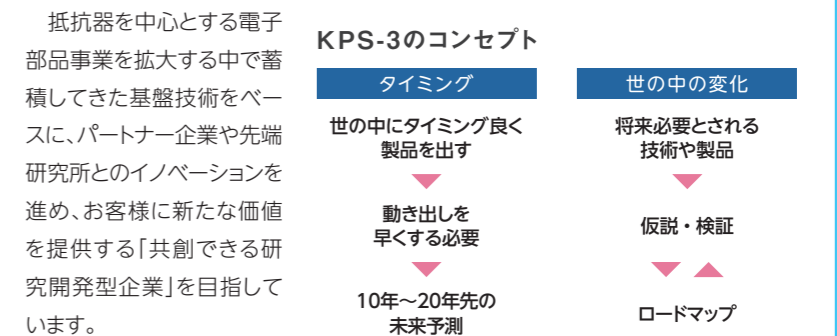 抵抗器を中心とする電子
部品事業を拡大する中で蓄
積してきた基盤技術をベー
スに、パートナー企業や先端
研究所とのイノベーションを
進め、お客様に新たな価値
を提供する「共創できる研
究開発型企業」を目指して
います。
KPS-3のコンセプト
タイミング
世の中にタイミング良く
製品を出す
動き出しを
早くする必要
10年〜20年先の
未来予測
世の中の変化
将来必要とされる
技術や製品
仮説・検証
ロードマップ